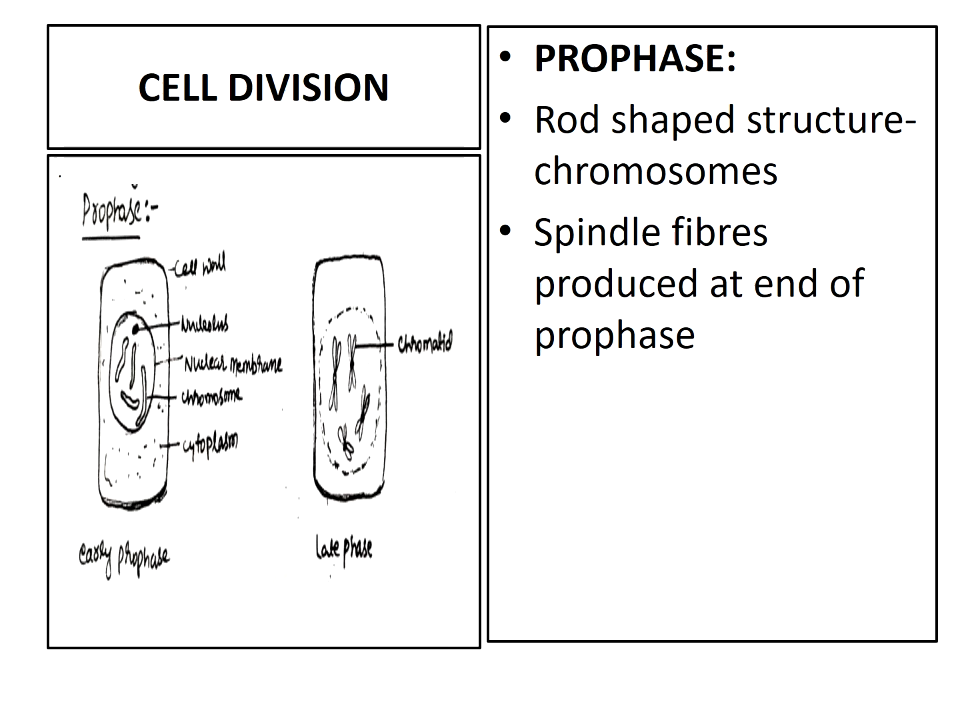 CELL DIVISION
Prophase:-
Cell wall
Nucleolus
Nuclear membrane
Chromosome
Cytoplasm
Early prophase
Chromatid
Late phase
• PROPHASE:
• Rod shaped structure-
chromosomes
• Spindle fibres
produced at end of
prophase